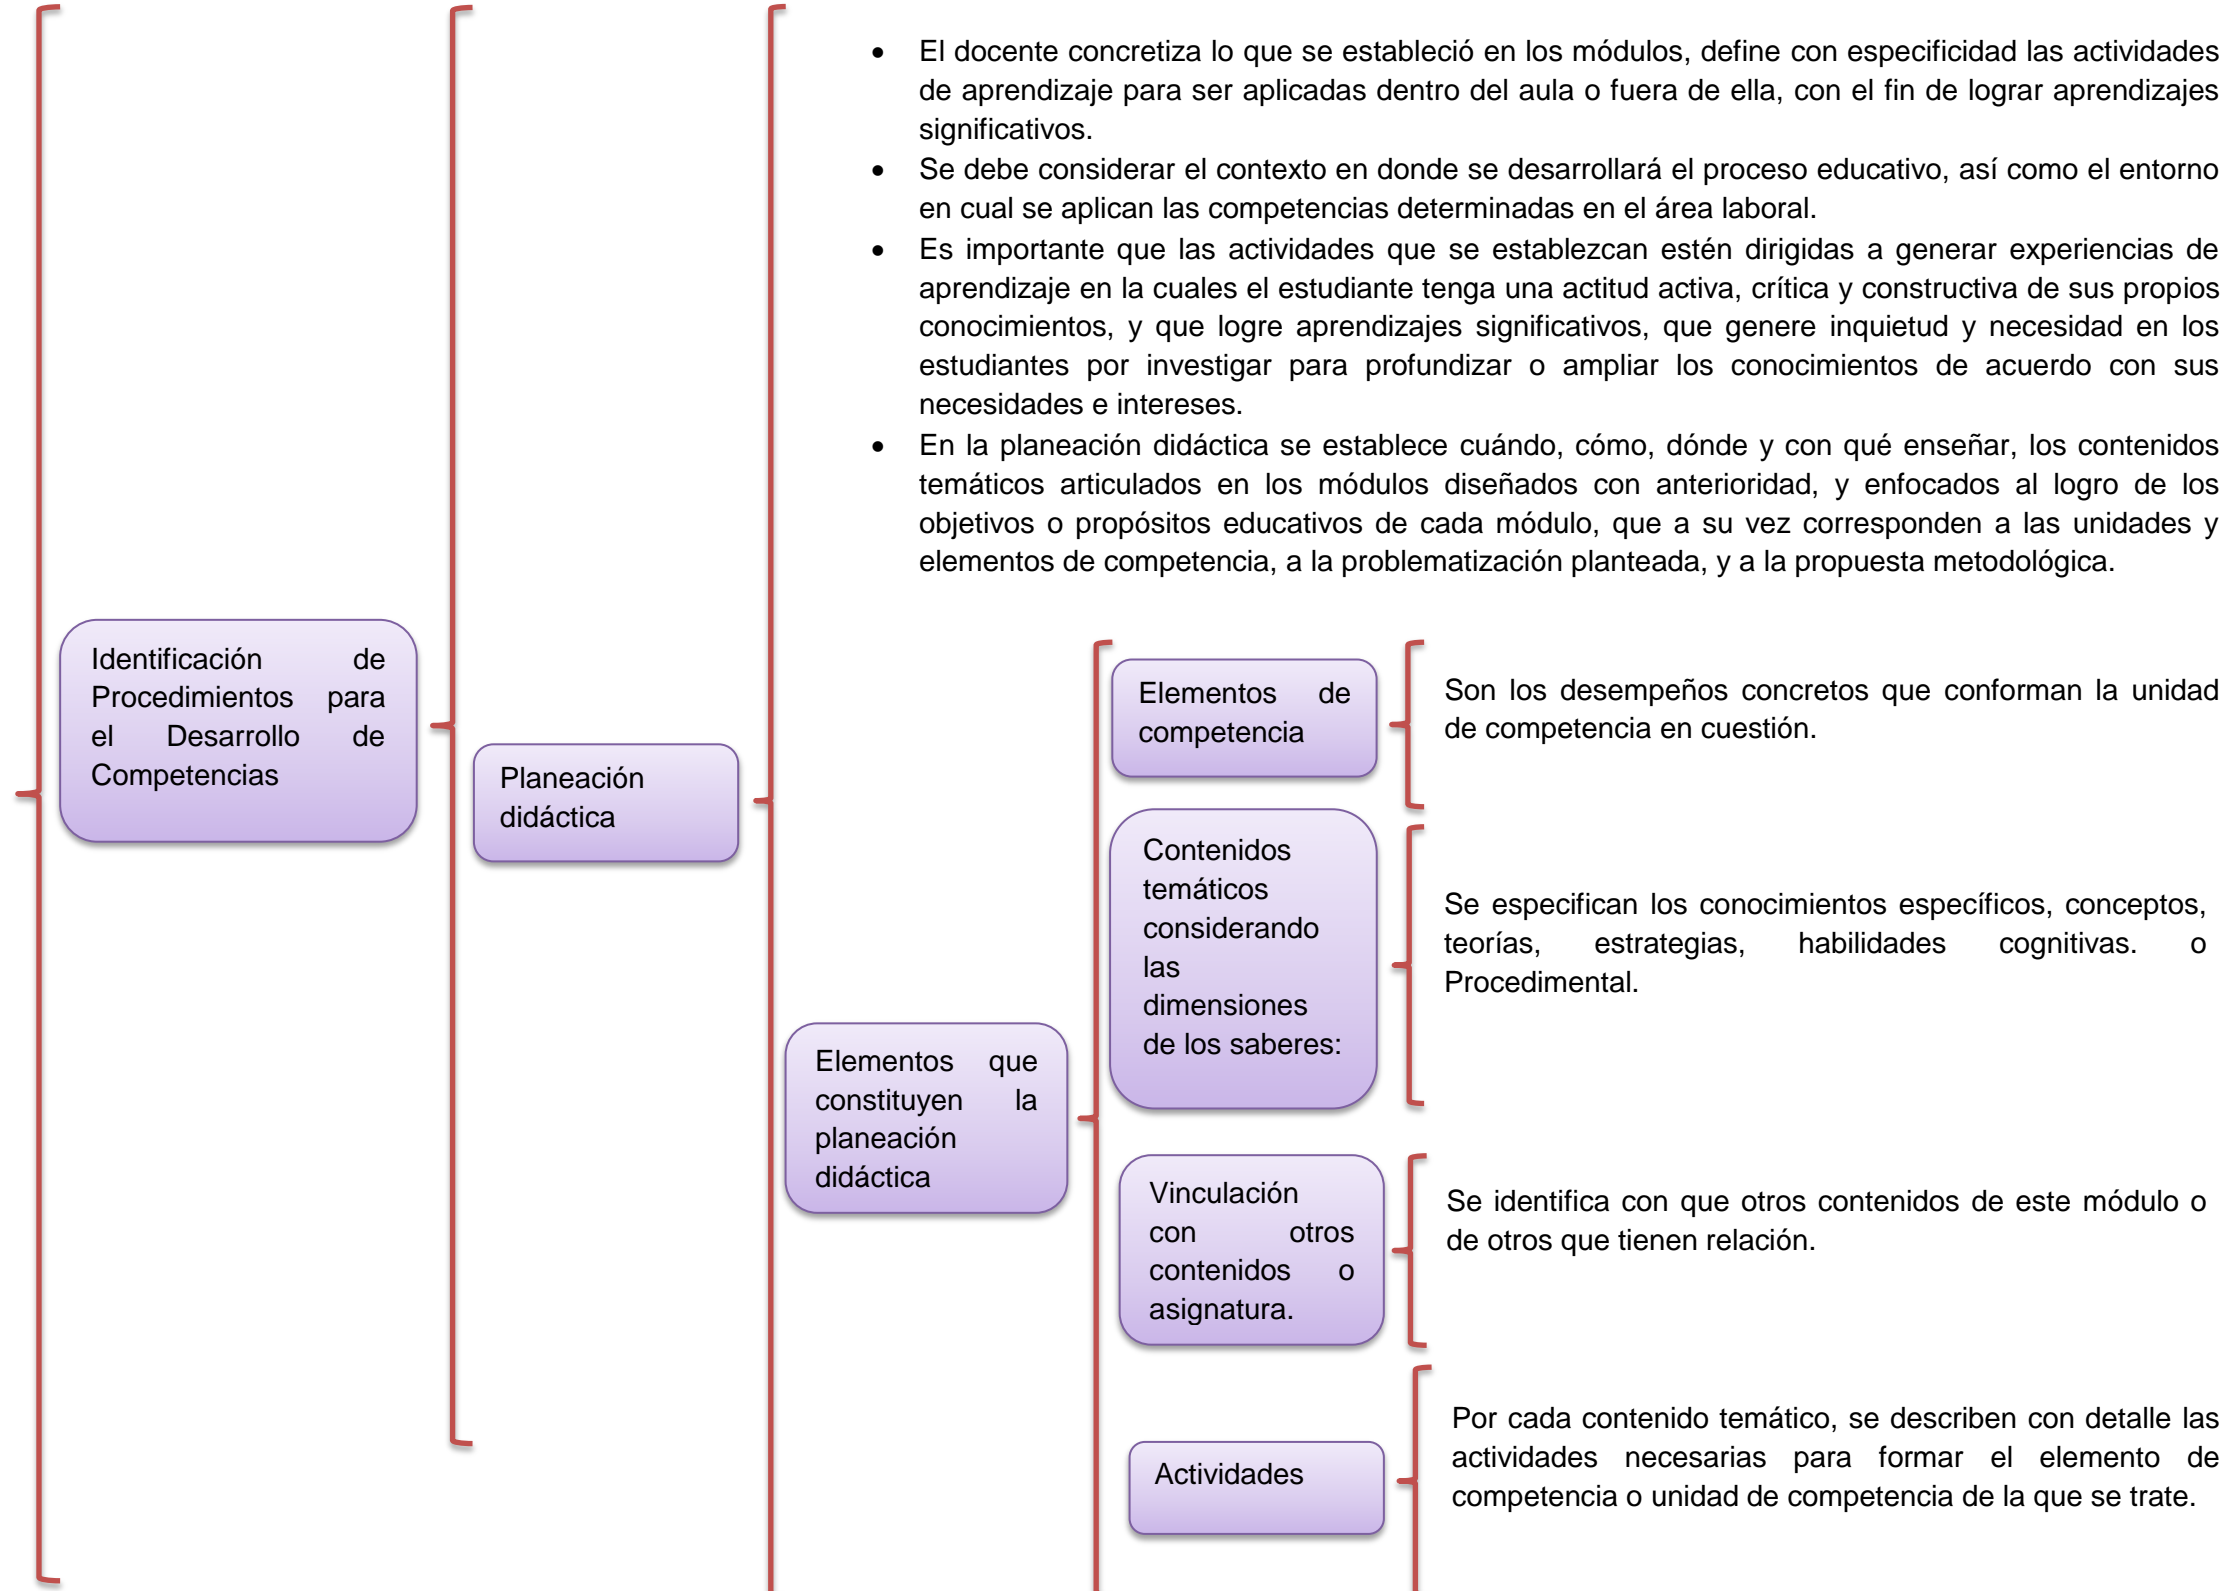 • El docente concretiza lo que se estableció en los módulos, define con especificidad las actividades
de aprendizaje para ser aplicadas dentro del aula o fuera de ella, con el fin de lograr aprendizajes
significativos.
• Se debe considerar el contexto en donde se desarrollará el proceso educativo, así como el entorno
en cual se aplican las competencias determinadas en el área laboral.
• Es importante que las actividades que se establezcan estén dirigidas a generar experiencias de
aprendizaje en la cuales el estudiante tenga una actitud activa, crítica y constructiva de sus propios
conocimientos, y que logre aprendizajes significativos, que genere inquietud y necesidad en los
estudiantes por investigar para profundizar o ampliar los conocimientos de acuerdo con sus
necesidades e intereses.
• En la planeación didáctica se establece cuándo, cómo, dónde y con qué enseñar, los contenidos
temáticos articulados en los módulos diseñados con anterioridad, y enfocados al logro de los
objetivos o propósitos educativos de cada módulo, que a su vez corresponden a las unidades y
elementos de competencia, a la problematización planteada, y a la propuesta metodológica.
Identificación de
Procedimientos para
el Desarrollo de
Competencias
Planeación
didáctica
Elementos que
constituyen la
planeación
didáctica
Elementos de
competencia
Son los desempeños concretos que conforman la unidad
de competencia en cuestión.
Contenidos
temáticos
considerando
las
dimensiones
de los saberes:
Se especifican los conocimientos específicos, conceptos,
teorías, estrategias, habilidades cognitivas. o
Procedimental.
Vinculación
con otros
contenidos o
asignatura.
Se identifica con que otros contenidos de este módulo o
de otros que tienen relación.
Actividades
Por cada contenido temático, se describen con detalle las
actividades necesarias para formar el elemento de
competencia o unidad de competencia de la que se trate.